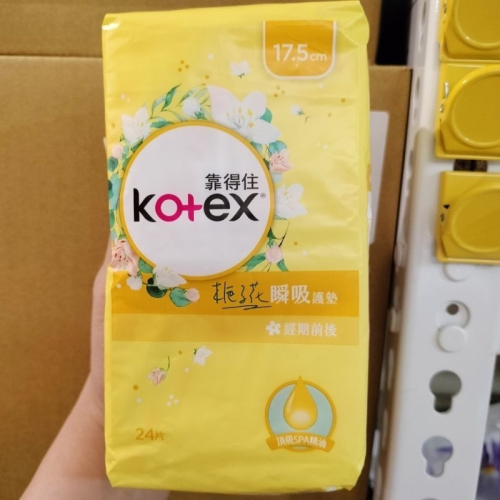 17.5cm
靠得住
kotex®
梔子花 瞬吸護墊
經期前後
頂級SPA精油
24片